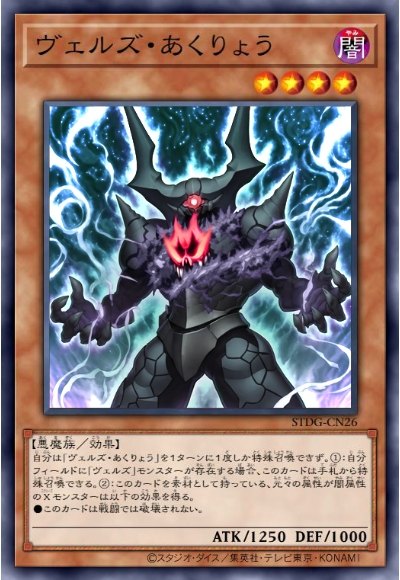 ヴェルズ・あくりょう
闇
STDG-CN26
【悪魔族／効果】
自分は「ヴェルズ・あくりょう」を1ターンに1度しか特殊召喚できず。①：自分
フィールドに「ヴェルズ」モンスターが存在する場合、このカードは手札から特
殊召喚できる。②：このカードを素材として持っている、元々の属性が闇属性
のXモンスターは以下の効果を得る。
●このカードは戦闘では破壊されない。
ATK/1250 DEF/1000
©スタジオ・ダイス／集英社・テレビ東京・KONAMI